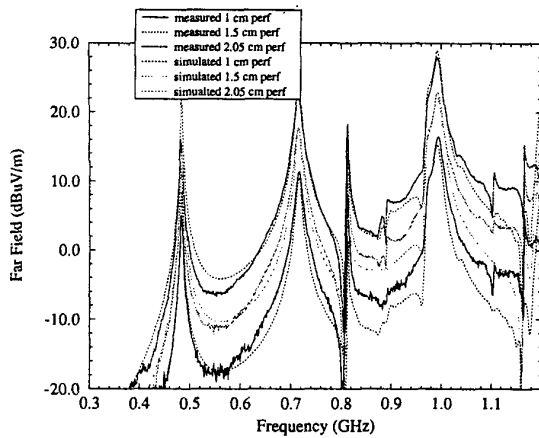 measured 1 cm perf
measured 1.5 cm perf
measured 2.05 cm perf
simulated 1 cm perf
simulated 1.5 cm perf
simualted 2.05 cm perf
30.0
20.0
10.0
0.0
-10.0
-20.0
Far Field (dBuV/m)
0.3 0.4 0.5 0.6 0.7 0.8 0.9 1.0 1.1
Frequency (GHz)